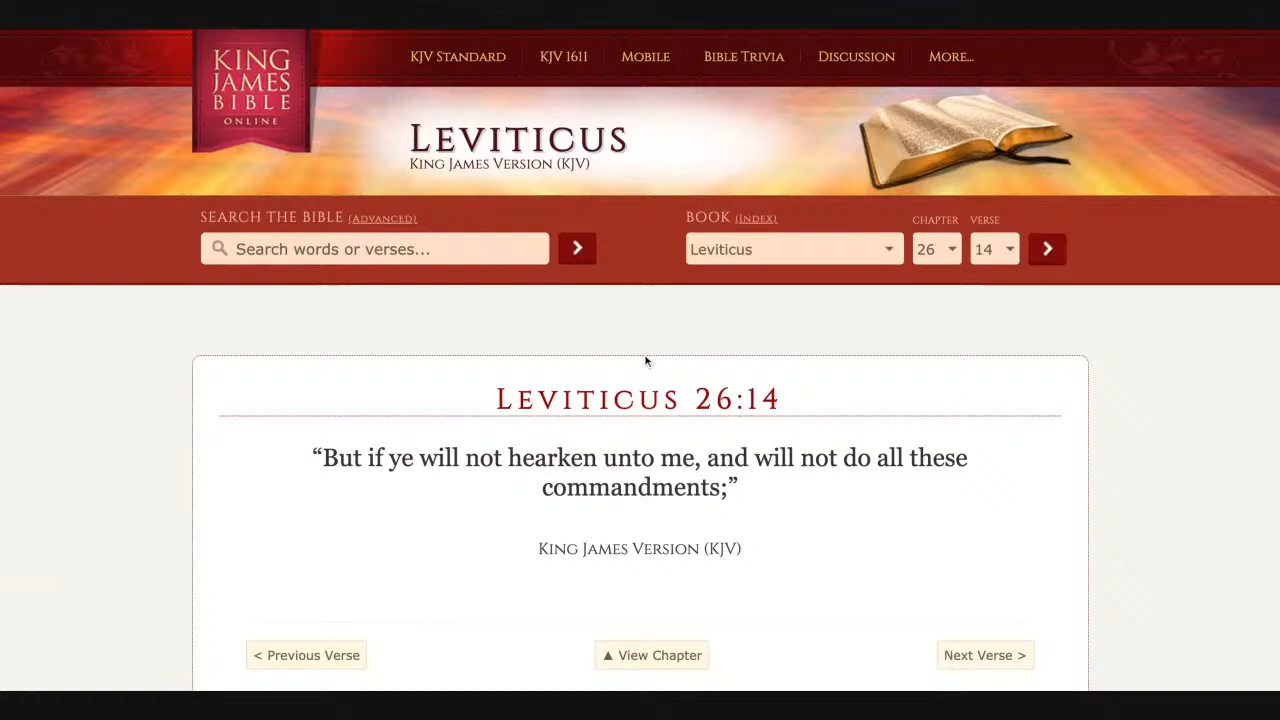 KING
JAMES
BIBLE
ONLINE
KJV Standard
KJV 1611
Mobile
Bible Trivia
Discussion
More...
Leviticus
King James Version (KJV)
SEARCH THE BIBLE (Advanced)
Search words or verses...
BOOK (Index)
CHAPTER
VERSE
Leviticus
26
14
Leviticus 26:14
“But if ye will not hearken unto me, and will not do all these
commandments;”
King James Version (KJV)
< Previous Verse
▲ View Chapter
Next Verse >